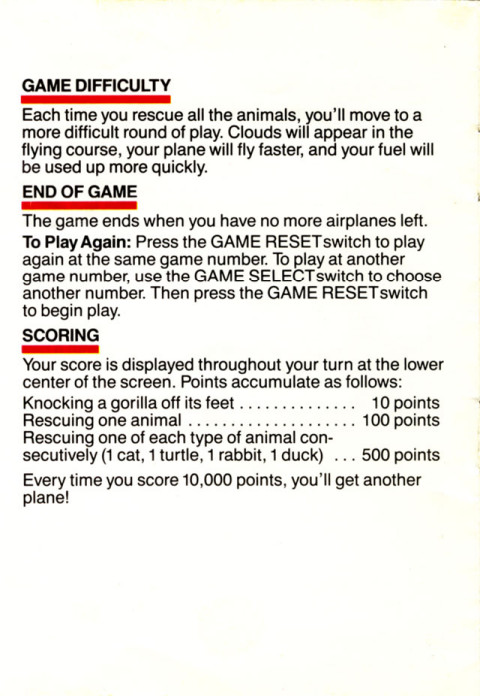 GAME DIFFICULTY
Each time you rescue all the animals, you'll move to a
more difficult round of play. Clouds will appear in the
flying course, your plane will fly faster, and your fuel will
be used up more quickly.
END OF GAME
The game ends when you have no more airplanes left.
To Play Again: Press the GAME RESET switch to play
again at the same game number. To play at another
game number, use the GAME SELECT switch to choose
another number. Then press the GAME RESET switch
to begin play.
SCORING
Your score is displayed throughout your turn at the lower
center of the screen. Points accumulate as follows:
Knocking a gorilla off its feet . . . . . . . . . . . . . . 10 points
Rescuing one animal . . . . . . . . . . . . . . . . . . . . 100 points
Rescuing one of each type of animal con-
secutively (1 cat, 1 turtle, 1 rabbit, 1 duck) . . . 500 points
Every time you score 10,000 points, you'll get another
plane!